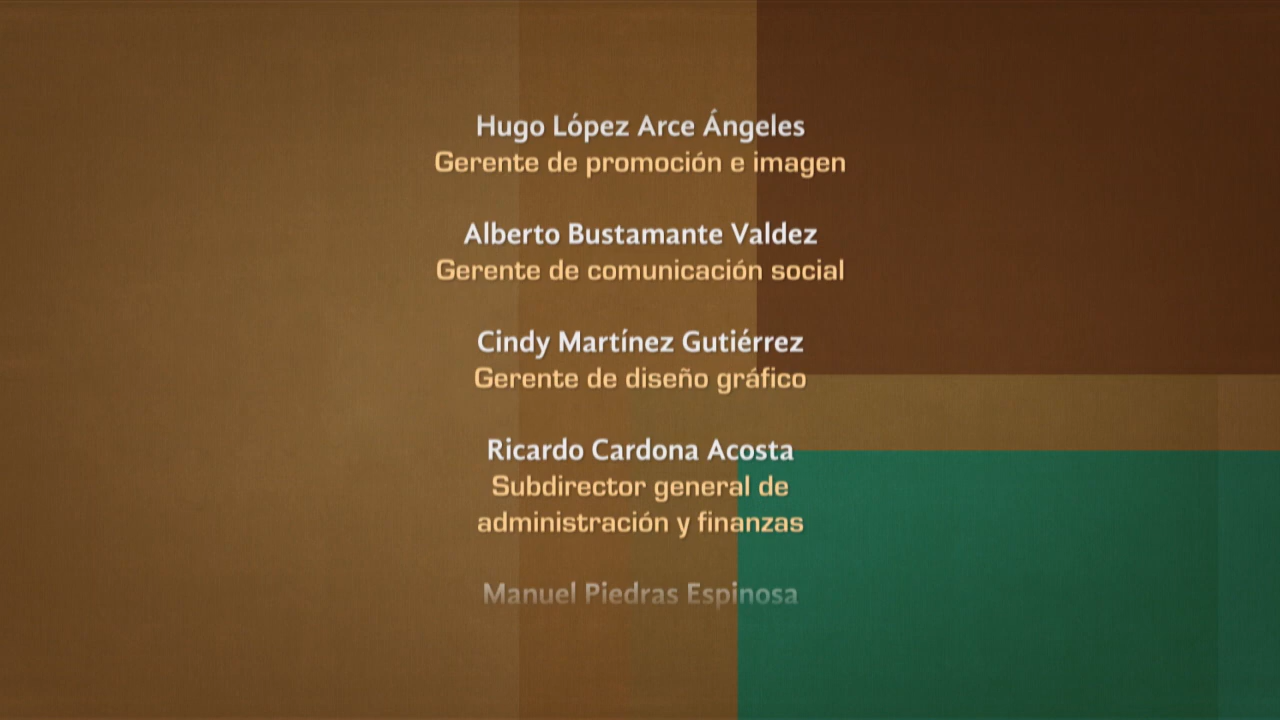 Hugo López Arce Ángeles
Gerente de promoción e imagen
Alberto Bustamante Valdez
Gerente de comunicación social
Cindy Martínez Gutiérrez
Gerente de diseño gráfico
Ricardo Cardona Acosta
Subdirector general de
administración y finanzas
Manuel Piedras Espinosa